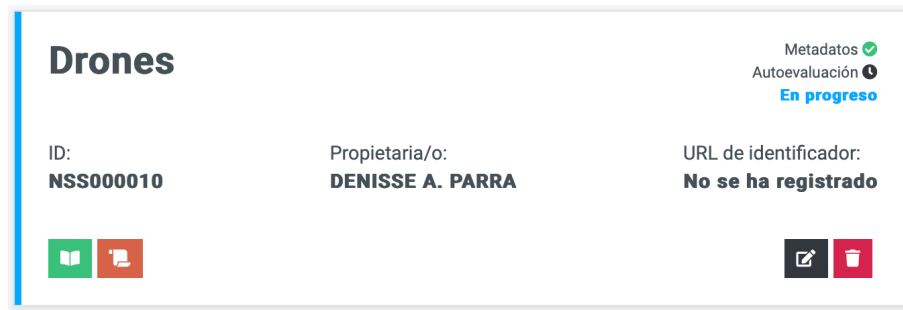 Drones
Metadatos
Autoevaluación
En progreso
ID:
NSS000010
Propietaria/o:
DENISSE A. PARRA
URL de identificador:
No se ha registrado